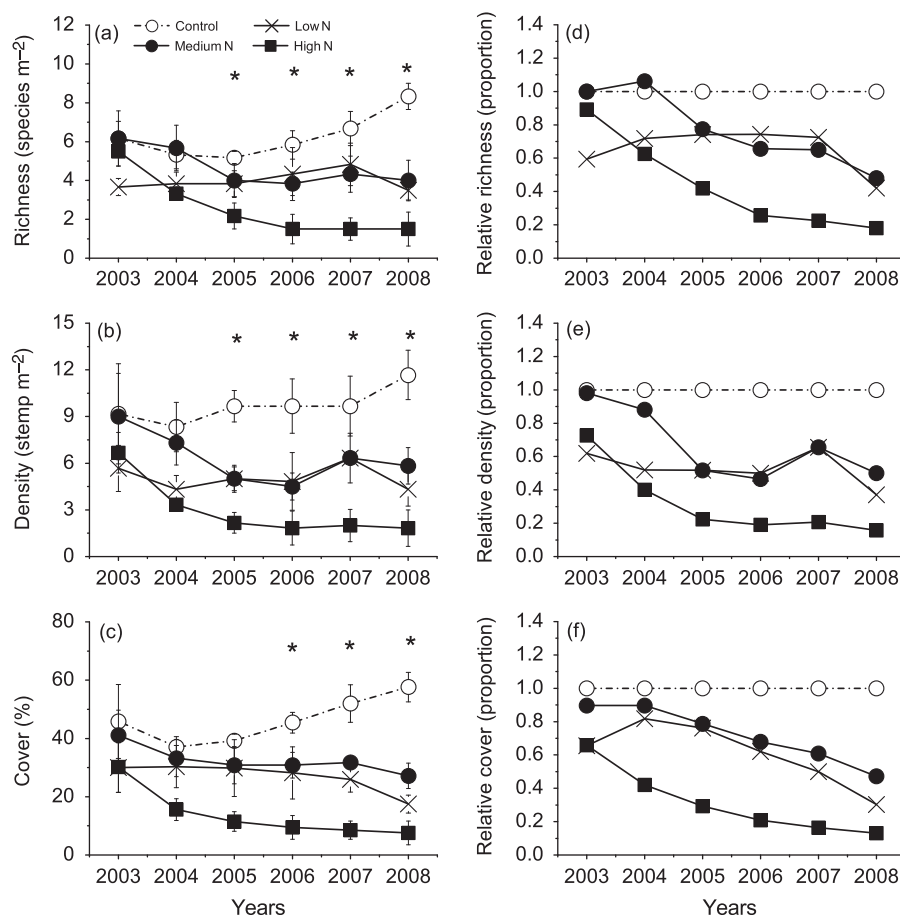 (a)
Control
Low N
Medium N
High N
12
10
8
6
4
2
0
Richness (species m−2)
* * * *
2003 2004 2005 2006 2007 2008
(d)
1.4
1.2
1.0
0.8
0.6
0.4
0.2
0.0
Relative richness (proportion)
2003 2004 2005 2006 2007 2008
(b)
15
12
9
6
3
0
Density (stemp m−2)
* * * *
2003 2004 2005 2006 2007 2008
(e)
1.4
1.2
1.0
0.8
0.6
0.4
0.2
0.0
Relative density (proportion)
2003 2004 2005 2006 2007 2008
(c)
80
60
40
20
0
Cover (%)
* * *
2003 2004 2005 2006 2007 2008
Years
(f)
1.4
1.2
1.0
0.8
0.6
0.4
0.2
0.0
Relative cover (proportion)
2003 2004 2005 2006 2007 2008
Years